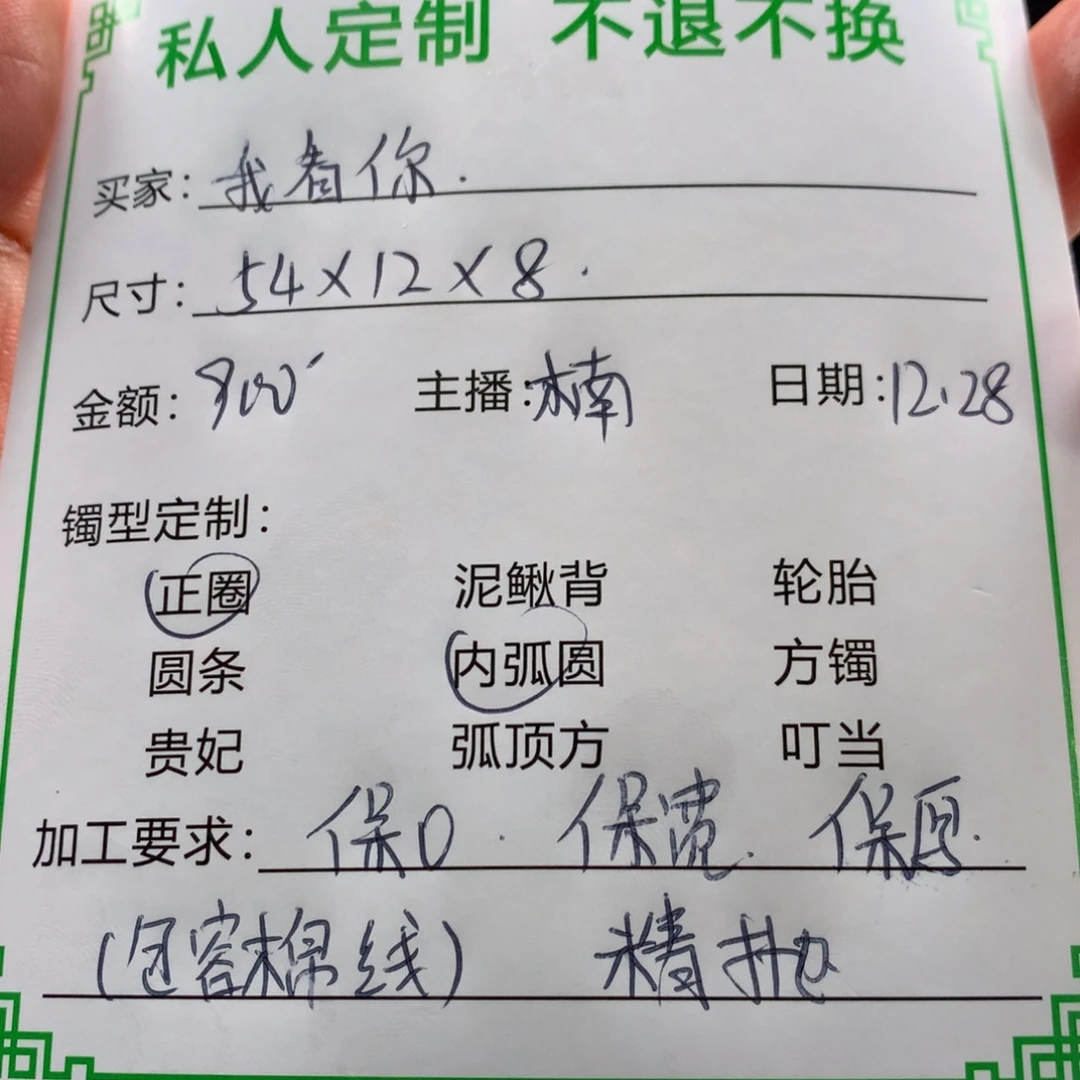 私人定制 不退不换
买家：我看你.
尺寸：54×12×8.
金额：900 主播：楠 日期：12.28
镯型定制：
正圈 泥鳅背 轮胎
圆条 内弧圆 方镯
贵妃 弧顶方 叮当
加工要求：保口. 保宽. 保厚.
(包容棉线) 精抛